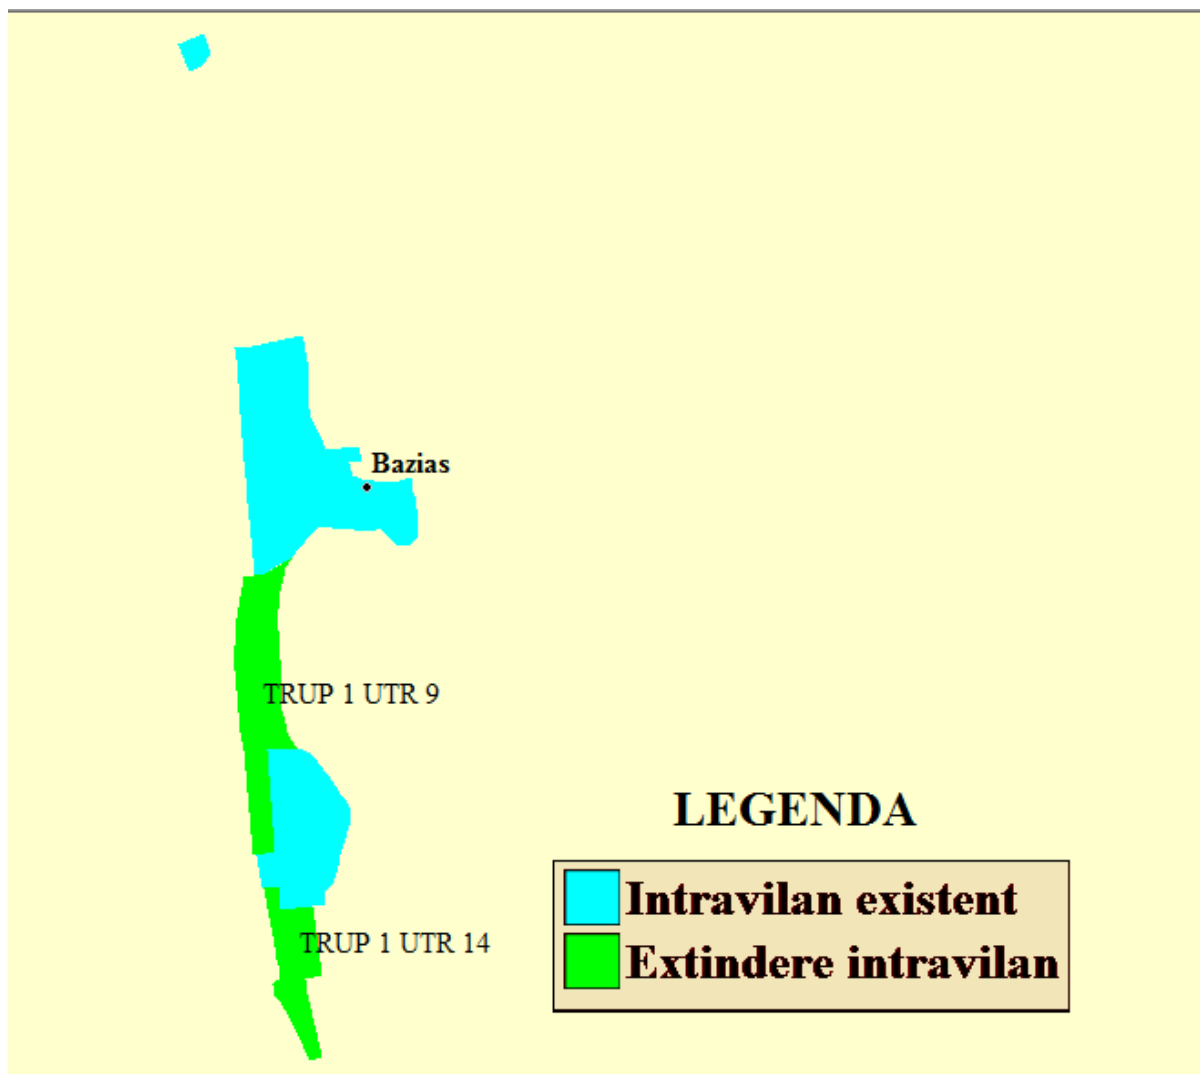 Bazias
TRUP 1 UTR 9
LEGENDA
Intravilan existent
TRUP 1 UTR 14
Extindere intravilan